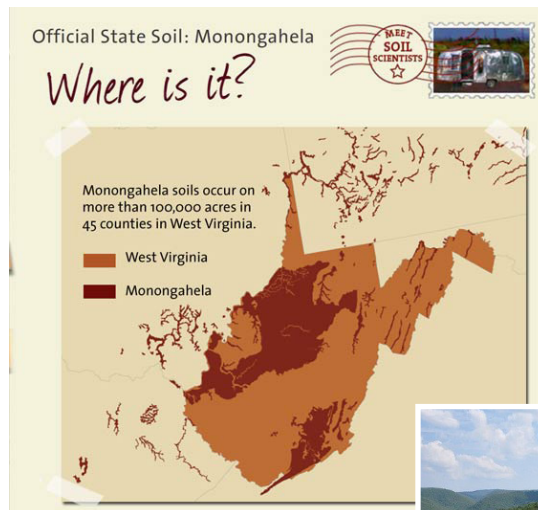 Official State Soil: Monongahela
MEET
SOIL
SCIENTISTS
Where is it?
Monongahela soils occur on
more than 100,000 acres in
45 counties in West Virginia.
West Virginia
Monongahela